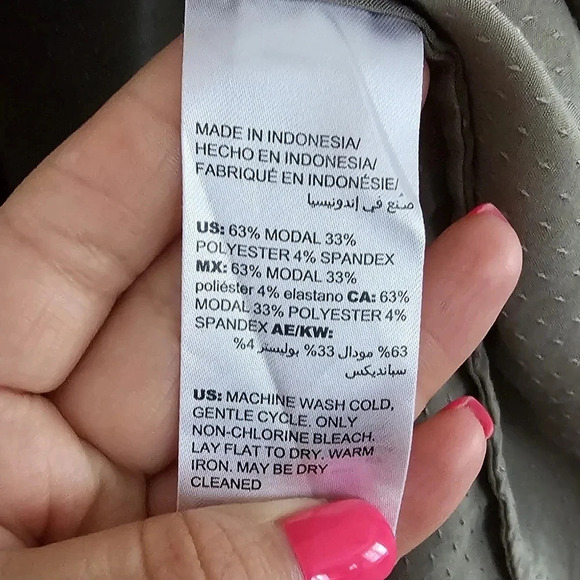 MADE IN INDONESIA/
HECHO EN INDONESIA/
FABRIQUÉ EN INDONÉSIE/
صُنع في إندونيسيا
US: 63% MODAL 33%
POLYESTER 4% SPANDEX
MX: 63% MODAL 33%
poliéster 4% elastano CA: 63%
MODAL 33% POLYESTER 4%
SPANDEX AE/KW:
63% مودال 33% بوليستر 4%
سبانديكس
US: MACHINE WASH COLD,
GENTLE CYCLE. ONLY
NON-CHLORINE BLEACH.
LAY FLAT TO DRY. WARM
IRON. MAY BE DRY
CLEANED